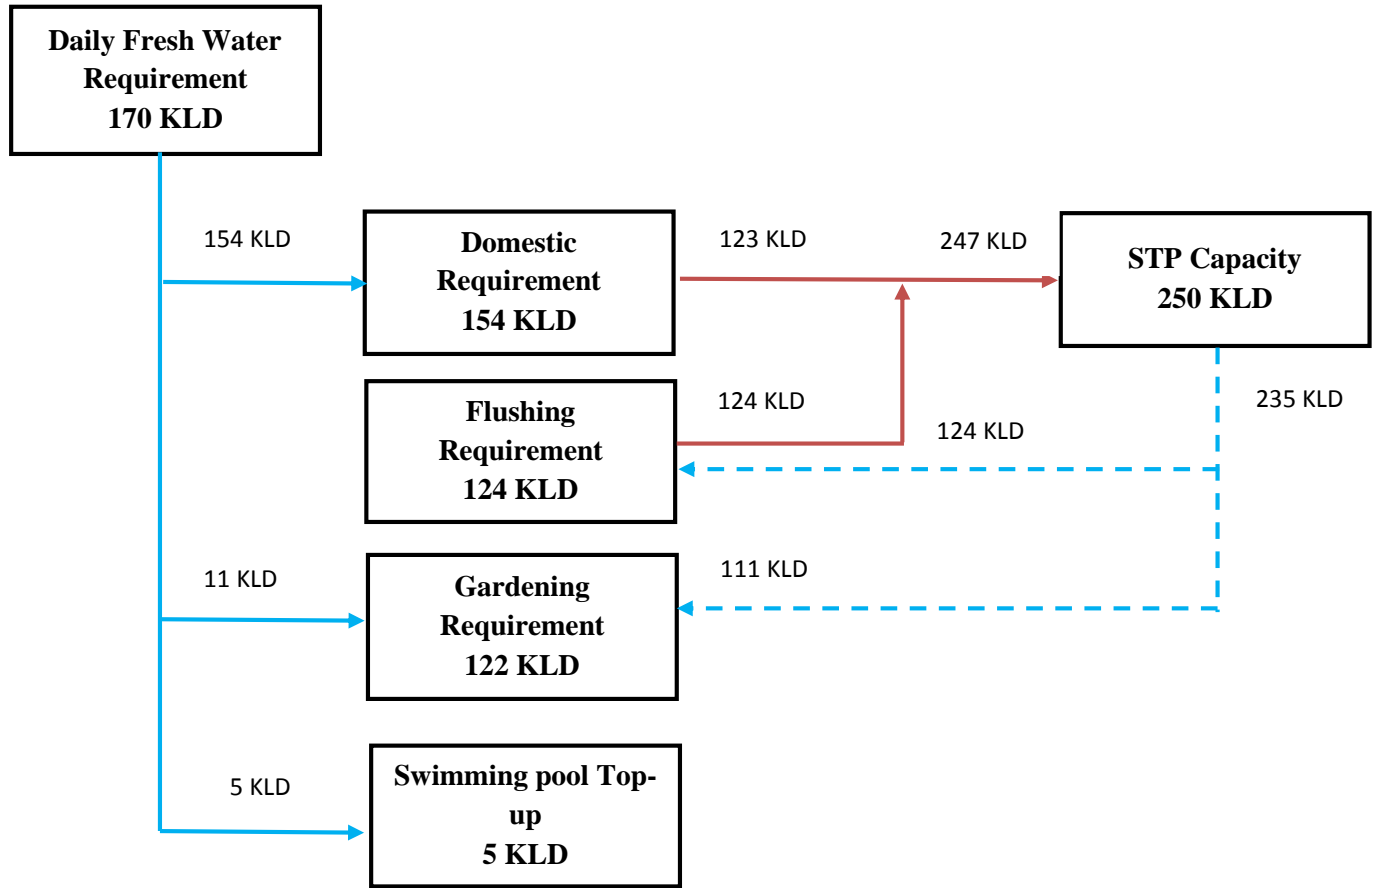 Daily Fresh Water
Requirement
170 KLD
154 KLD
Domestic
Requirement
154 KLD
123 KLD
247 KLD
STP Capacity
250 KLD
Flushing
Requirement
124 KLD
124 KLD
124 KLD
235 KLD
11 KLD
Gardening
Requirement
122 KLD
111 KLD
5 KLD
Swimming pool Top-
up
5 KLD